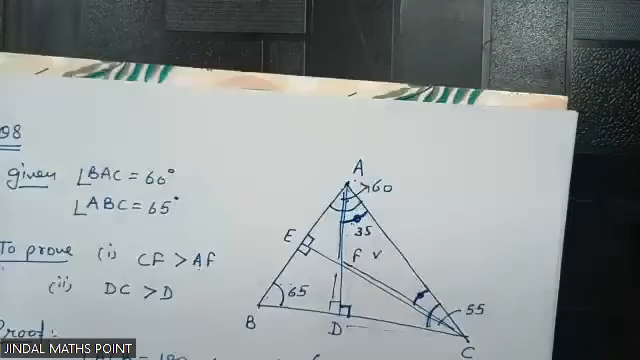 98
given ∠BAC = 60°
∠ABC = 65°
To prove (i) CF > AF
(ii) DC > D
Proof:
A
60
35
E
F
65
55
B
D
C
JINDAL MATHS POINT